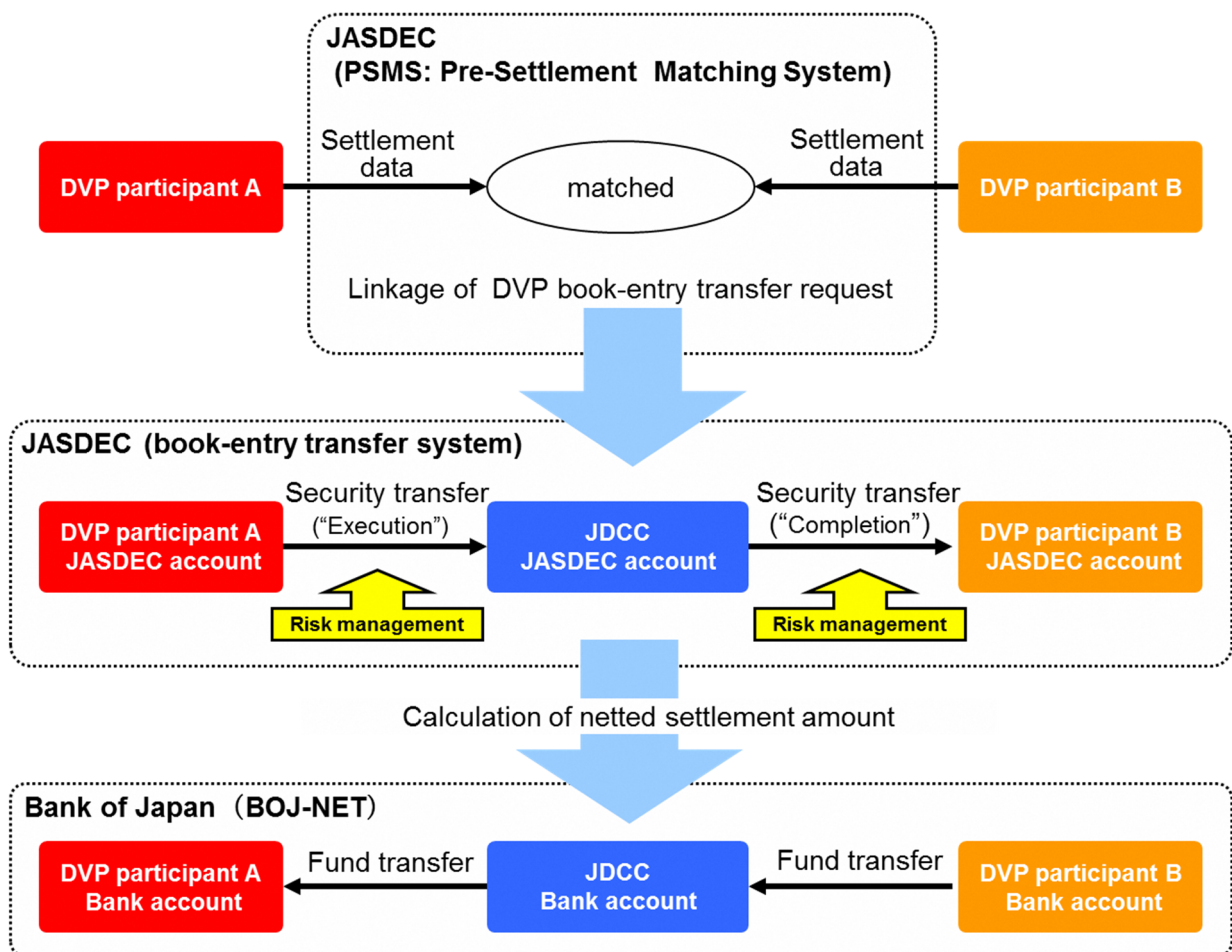 JASDEC
(PSMS: Pre-Settlement Matching System)
DVP participant A
Settlement
data
matched
Settlement
data
DVP participant B
Linkage of DVP book-entry transfer request
JASDEC (book-entry transfer system)
DVP participant A
JASDEC account
Security transfer
(“Execution”)
Risk management
JDCC
JASDEC account
Security transfer
(“Completion”)
Risk management
DVP participant B
JASDEC account
Calculation of netted settlement amount
Bank of Japan（BOJ-NET）
DVP participant A
Bank account
Fund transfer
JDCC
Bank account
Fund transfer
DVP participant B
Bank account